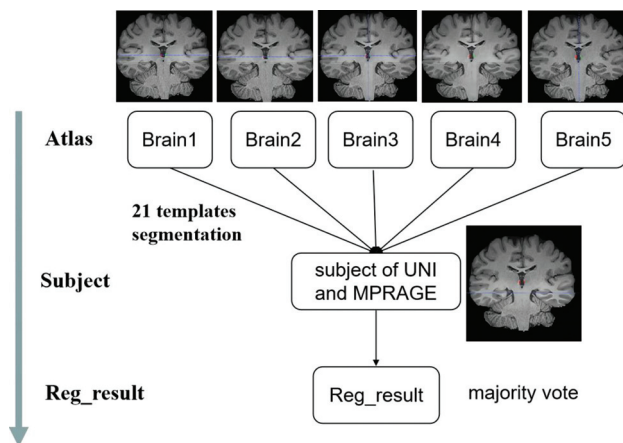 Atlas
Brain1
Brain2
Brain3
Brain4
Brain5
21 templates
segmentation
Subject
subject of UNI
and MPRAGE
Reg_result
Reg_result
majority vote